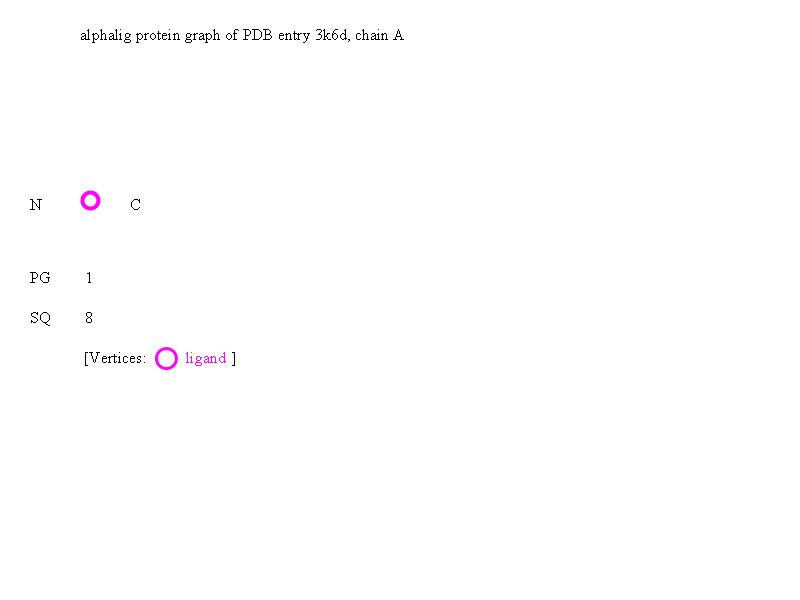 alphalig protein graph of PDB entry 3k6d, chain A
N C
PG 1
SQ 8
[Vertices: ligand ]